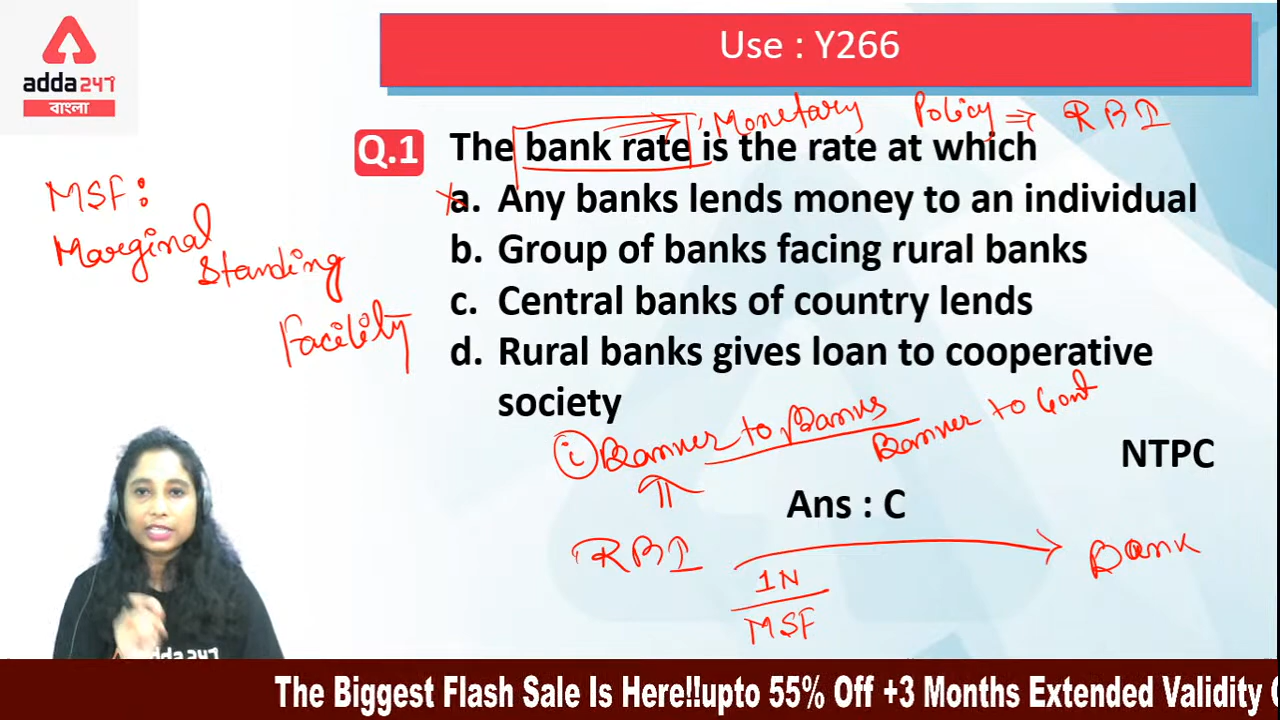 adda247
বাংলা
Use : Y266
Monetary Policy ⇒ RBI
Q.1 The bank rate is the rate at which
a. Any banks lends money to an individual
b. Group of banks facing rural banks
c. Central banks of country lends
d. Rural banks gives loan to cooperative
society
MSF:
Marginal
Standing
Facility
i Banker to Banks
Banker to Govt
NTPC
Ans : C
RBI
1N
MSF
Bank
adda247
The Biggest Flash Sale Is Here!!upto 55% Off +3 Months Extended Validity